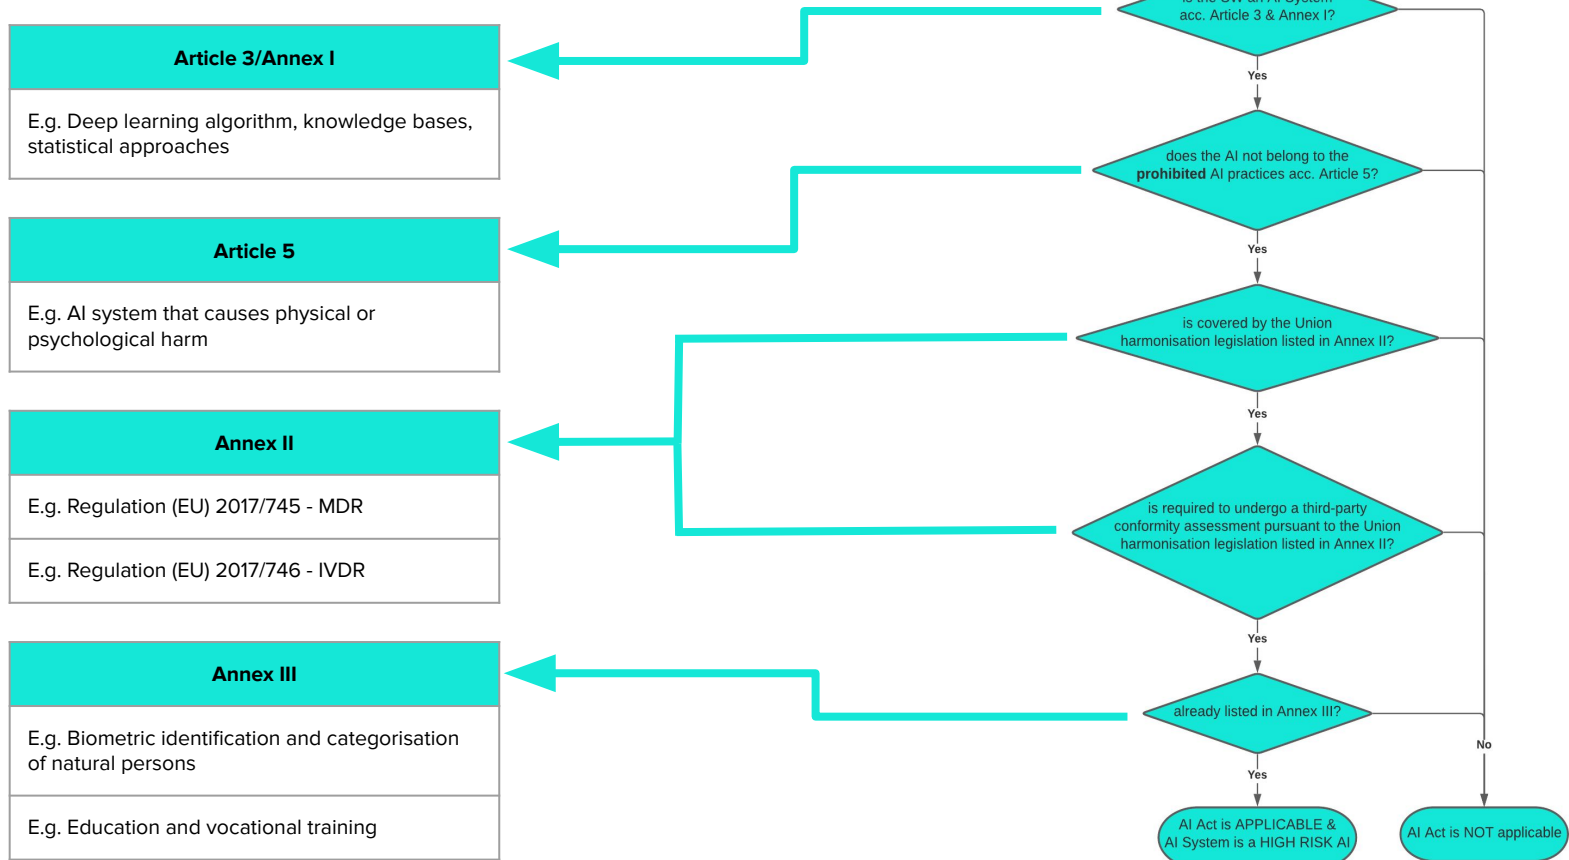 Article 3/Annex I
E.g. Deep learning algorithm, knowledge bases,
statistical approaches
Article 5
E.g. AI system that causes physical or
psychological harm
Annex II
E.g. Regulation (EU) 2017/745 - MDR
E.g. Regulation (EU) 2017/746 - IVDR
Annex III
E.g. Biometric identification and categorisation
of natural persons
E.g. Education and vocational training
is the SW an AI System
acc. Article 3 & Annex I?
Yes
does the AI not belong to the
prohibited AI practices acc. Article 5?
Yes
is covered by the Union
harmonisation legislation listed in Annex II?
Yes
is required to undergo a third-party
conformity assessment pursuant to the Union
harmonisation legislation listed in Annex II?
Yes
already listed in Annex III?
No
Yes
AI Act is APPLICABLE &
AI System is a HIGH RISK AI
AI Act is NOT applicable